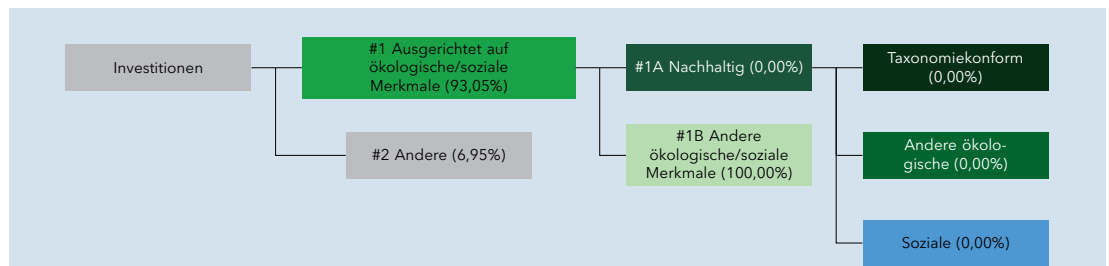 Investitionen
#1 Ausgerichtet auf
ökologische/soziale
Merkmale (93,05%)
#2 Andere (6,95%)
#1A Nachhaltig (0,00%)
#1B Andere
ökologische/soziale
Merkmale (100,00%)
Taxonomiekonform
(0,00%)
Andere ökolo-
gische (0,00%)
Soziale (0,00%)